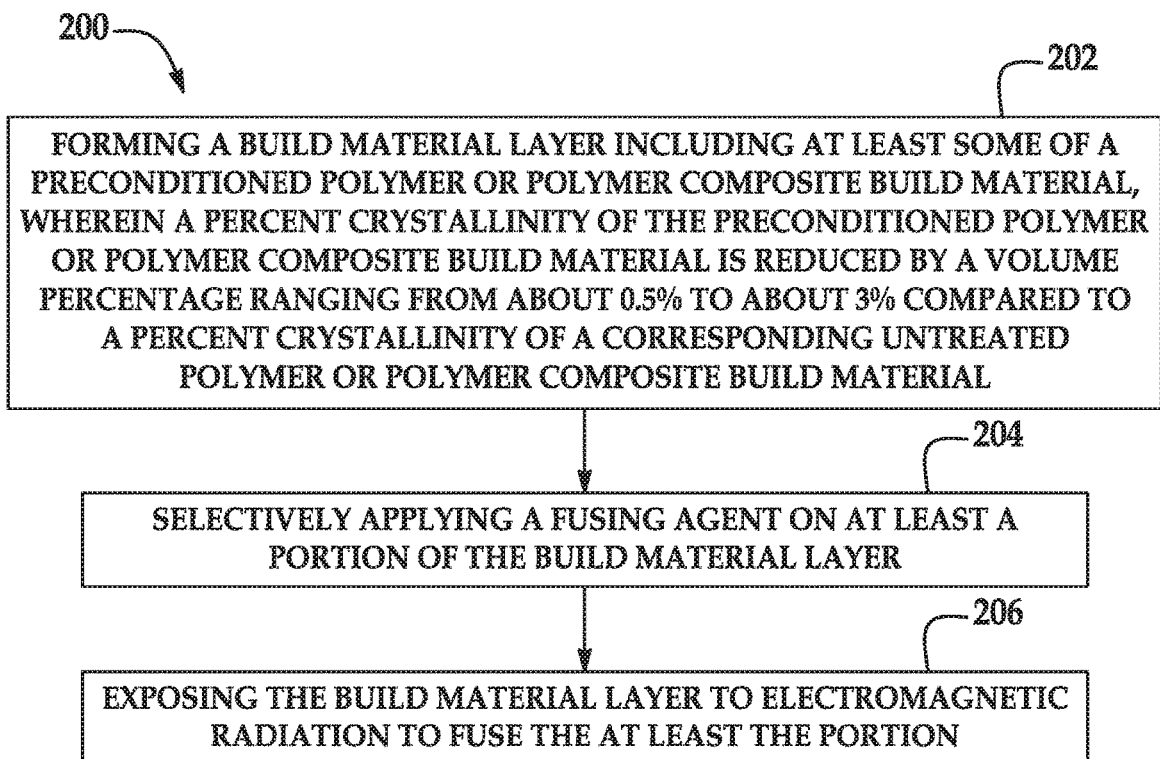 200
202
FORMING A BUILD MATERIAL LAYER INCLUDING AT LEAST SOME OF A
PRECONDITIONED POLYMER OR POLYMER COMPOSITE BUILD MATERIAL,
WHEREIN A PERCENT CRYSTALLINITY OF THE PRECONDITIONED POLYMER
OR POLYMER COMPOSITE BUILD MATERIAL IS REDUCED BY A VOLUME
PERCENTAGE RANGING FROM ABOUT 0.5% TO ABOUT 3% COMPARED TO
A PERCENT CRYSTALLINITY OF A CORRESPONDING UNTREATED
POLYMER OR POLYMER COMPOSITE BUILD MATERIAL
204
SELECTIVELY APPLYING A FUSING AGENT ON AT LEAST A
PORTION OF THE BUILD MATERIAL LAYER
206
EXPOSING THE BUILD MATERIAL LAYER TO ELECTROMAGNETIC
RADIATION TO FUSE THE AT LEAST THE PORTION